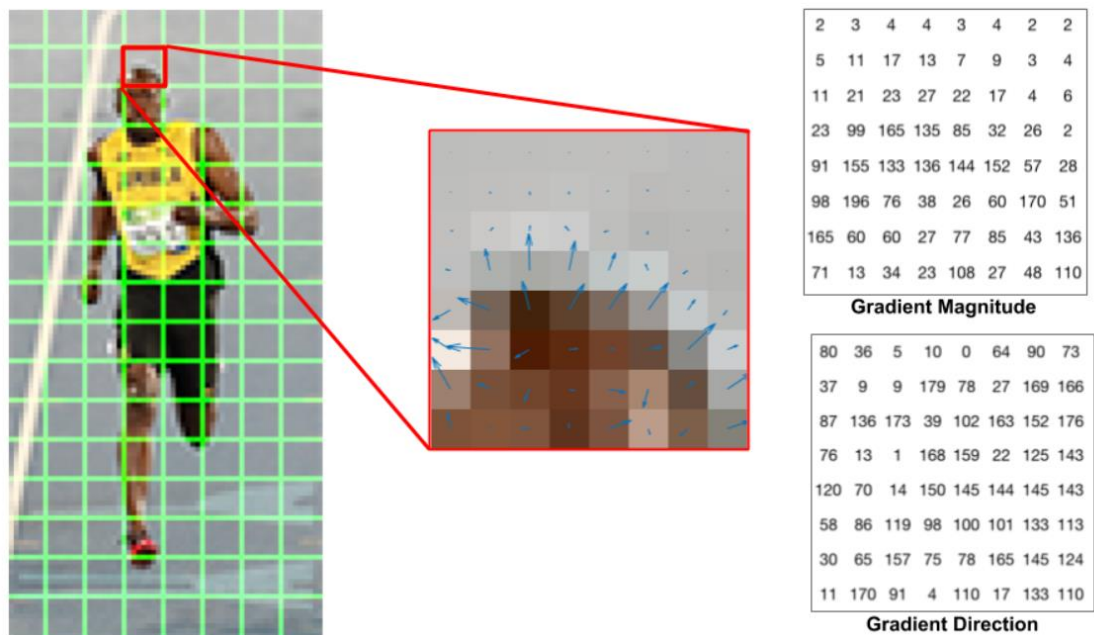 2 3 4 4 3 4 2 2
5 11 17 13 7 9 3 4
11 21 23 27 22 17 4 6
23 99 165 135 85 32 26 2
91 155 133 136 144 152 57 28
98 196 76 38 26 60 170 51
165 60 60 27 77 85 43 136
71 13 34 23 108 27 48 110
Gradient Magnitude
80 36 5 10 0 64 90 73
37 9 9 179 78 27 169 166
87 136 173 39 102 163 152 176
76 13 1 168 159 22 125 143
120 70 14 150 145 144 145 143
58 86 119 98 100 101 133 113
30 65 157 75 78 165 145 124
11 170 91 4 110 17 133 110
Gradient Direction